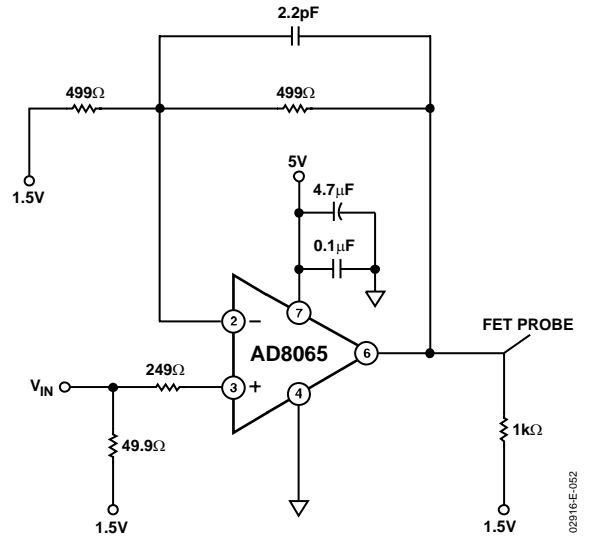 2.2pF
499Ω
499Ω
5V
1.5V
4.7μF
0.1μF
7
FET PROBE
2
−
AD8065
6
249Ω
V_IN
3
+
4
49.9Ω
1kΩ
1.5V
1.5V
02916-E-052